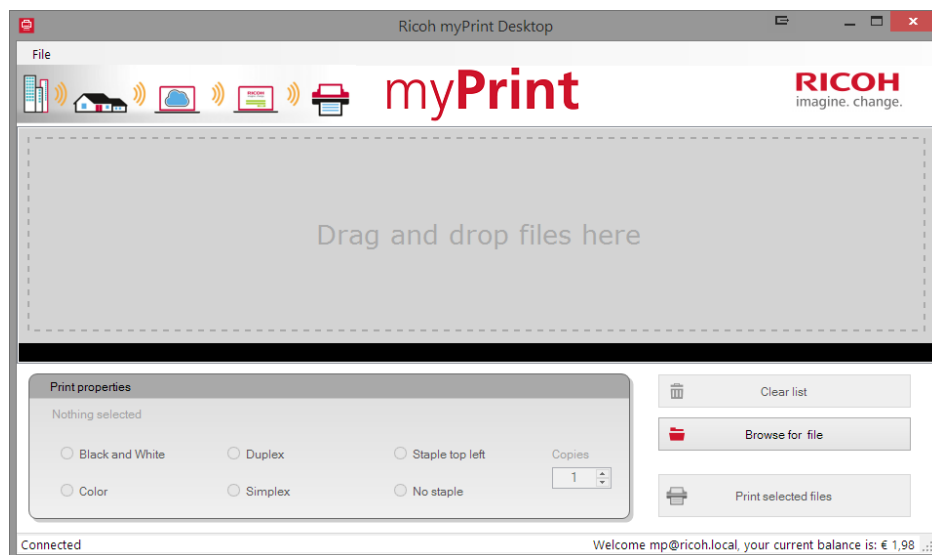 Ricoh myPrint Desktop
File
myPrint
RICOH
imagine. change.
Drag and drop files here
Print properties
Nothing selected
Black and White Duplex Staple top left Copies
Color Simplex No staple 1
Clear list
Browse for file
Print selected files
Connected Welcome mp@ricoh.local, your current balance is: € 1,98